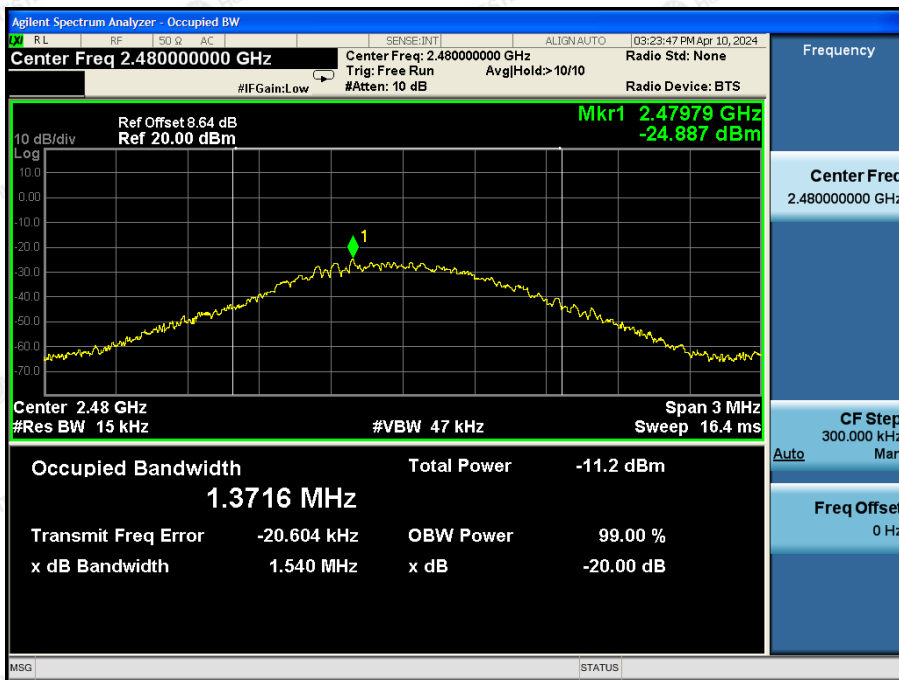 Agilent Spectrum Analyzer - Occupied BW
LXI RL RF 50 Ω AC SENSE:INT ALIGN AUTO 03:23:47 PM Apr 10, 2024
Center Freq 2.480000000 GHz Center Freq: 2.480000000 GHz Radio Std: None
Trig: Free Run Avg|Hold:> 10/10
#IFGain:Low #Atten: 10 dB Radio Device: BTS
Mkr1 2.47979 GHz
Ref Offset 8.64 dB
10 dB/div Ref 20.00 dBm -24.887 dBm
Log
10.0
0.00
-10.0
1
-20.0
-30.0
-40.0
-50.0
-60.0
-70.0
Center 2.48 GHz Span 3 MHz
#Res BW 15 kHz #VBW 47 kHz Sweep 16.4 ms
Occupied Bandwidth Total Power -11.2 dBm
1.3716 MHz
Transmit Freq Error -20.604 kHz OBW Power 99.00 %
x dB Bandwidth 1.540 MHz x dB -20.00 dB
MSG STATUS
Frequency
Center Freq
2.480000000 GHz
CF Step
300.000 kHz
Auto Man
Freq Offset
0 Hz